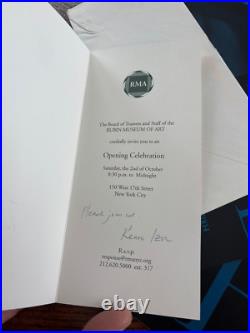 RMA
The Board of Trustees and Staff of the
RUBIN MUSEUM OF ART
cordially invite you to an
Opening Celebration
Saturday, the 2nd of October
8:30 p.m. to Midnight
150 West 17th Street
New York City
Please join us
R.s.v.p.
212.620.5000 ext. 317